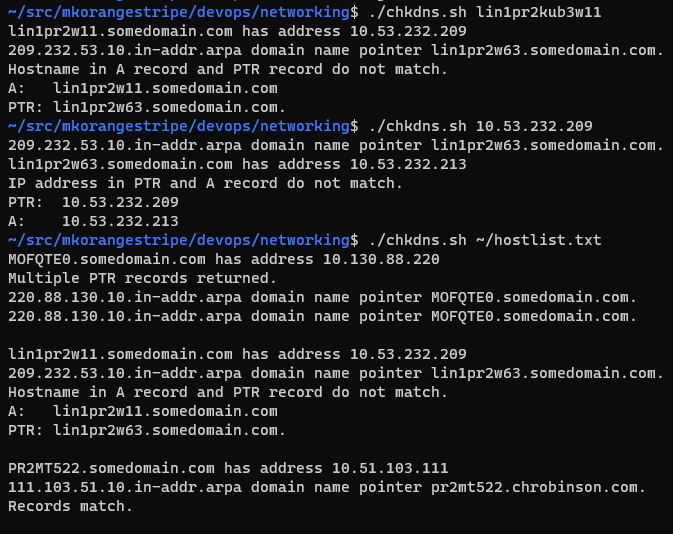 ~/src/mkorangestripe/devops/networking$ ./chkdns.sh lin1pr2kub3w11
lin1pr2w11.somedomain.com has address 10.53.232.209
209.232.53.10.in-addr.arpa domain name pointer lin1pr2w63.somedomain.com.
Hostname in A record and PTR record do not match.
A:   lin1pr2w11.somedomain.com
PTR: lin1pr2w63.somedomain.com.
~/src/mkorangestripe/devops/networking$ ./chkdns.sh 10.53.232.209
209.232.53.10.in-addr.arpa domain name pointer lin1pr2w63.somedomain.com.
lin1pr2w63.somedomain.com has address 10.53.232.213
IP address in PTR and A record do not match.
PTR:  10.53.232.209
A:    10.53.232.213
~/src/mkorangestripe/devops/networking$ ./chkdns.sh ~/hostlist.txt
MOFQTE0.somedomain.com has address 10.130.88.220
Multiple PTR records returned.
220.88.130.10.in-addr.arpa domain name pointer MOFQTE0.somedomain.com.
220.88.130.10.in-addr.arpa domain name pointer MOFQTE0.somedomain.com.

lin1pr2w11.somedomain.com has address 10.53.232.209
209.232.53.10.in-addr.arpa domain name pointer lin1pr2w63.somedomain.com.
Hostname in A record and PTR record do not match.
A:   lin1pr2w11.somedomain.com
PTR: lin1pr2w63.somedomain.com.

PR2MT522.somedomain.com has address 10.51.103.111
111.103.51.10.in-addr.arpa domain name pointer pr2mt522.chrobinson.com.
Records match.